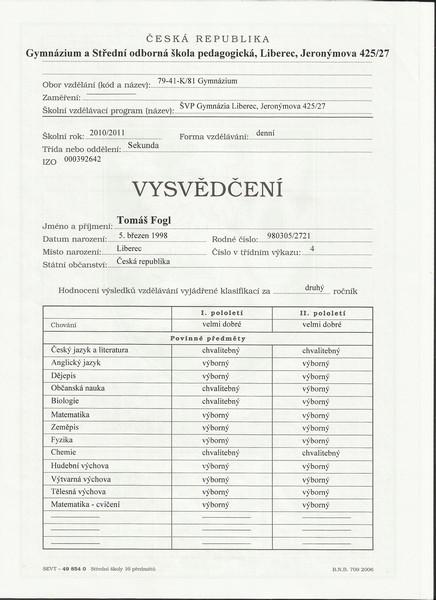 ČESKÁ REPUBLIKA
Gymnázium a Střední odborná škola pedagogická, Liberec, Jeronýmova 425/27
Obor vzdělání (kód a název): 79-41-K/81 Gymnázium
Zaměření:
Školní vzdělávací program (název): ŠVP Gymnázia Liberec, Jeronýmova 425/27
Školní rok: 2010/2011 Forma vzdělávání: denní
Třída nebo oddělení: Sekunda
IZO 000392642
VYSVĚDČENÍ
Jméno a příjmení: Tomáš Fogl
Datum narození: 5. březen 1998 Rodné číslo: 980305/2721
Místo narození: Liberec Číslo v třídním výkazu: 4
Státní občanství: Česká republika
Hodnocení výsledků vzdělávání vyjádřené klasifikací za druhý ročník
I. pololetí II. pololetí
Chování velmi dobré velmi dobré
Povinné předměty
Český jazyk a literatura chvalitebný chvalitebný
Anglický jazyk výborný výborný
Dějepis výborný výborný
Občanská nauka chvalitebný výborný
Biologie chvalitebný výborný
Matematika výborný výborný
Zeměpis výborný výborný
Fyzika výborný výborný
Chemie chvalitebný chvalitebný
Hudební výchova výborný výborný
Výtvarná výchova výborný výborný
Tělesná výchova výborný výborný
Matematika - cvičení výborný výborný
SEVT - 49 854 0 Střední školy 16 předmětů B.N.B. 709 2006